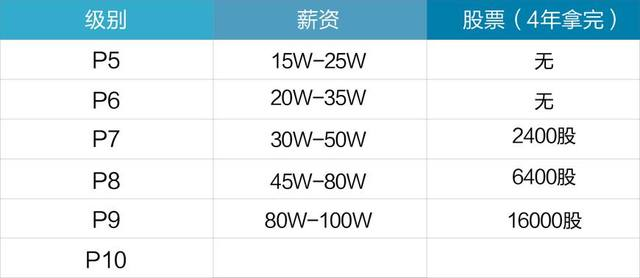 级别 薪资 股票（4年拿完）
P5 15W-25W 无
P6 20W-35W 无
P7 30W-50W 2400股
P8 45W-80W 6400股
P9 80W-100W 16000股
P10